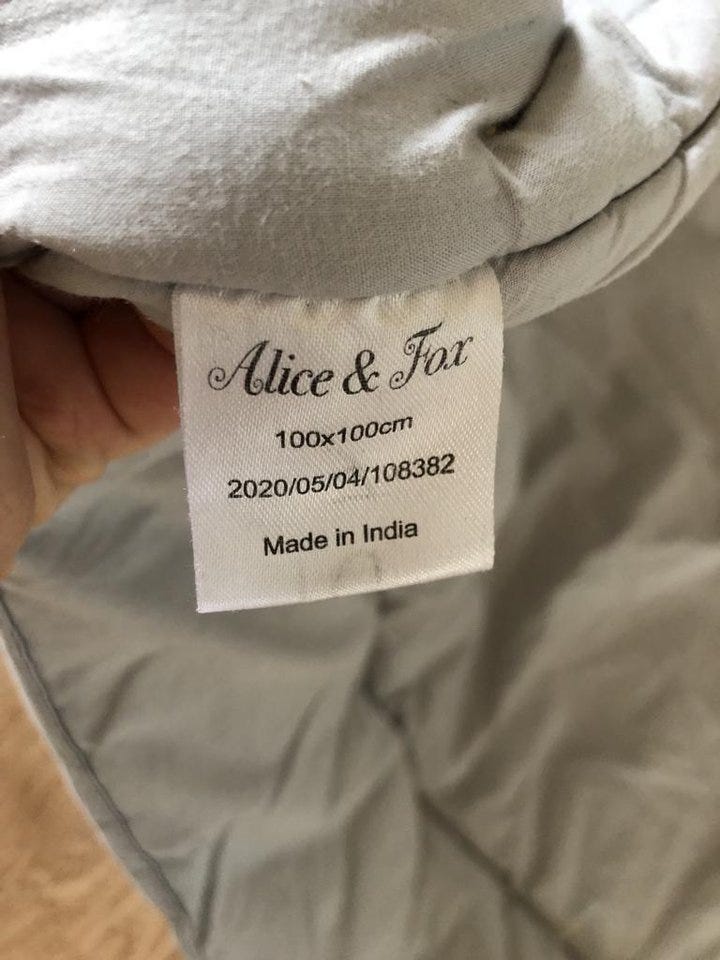 Alice & Fox
100x100cm
2020/05/04/108382
Made in India